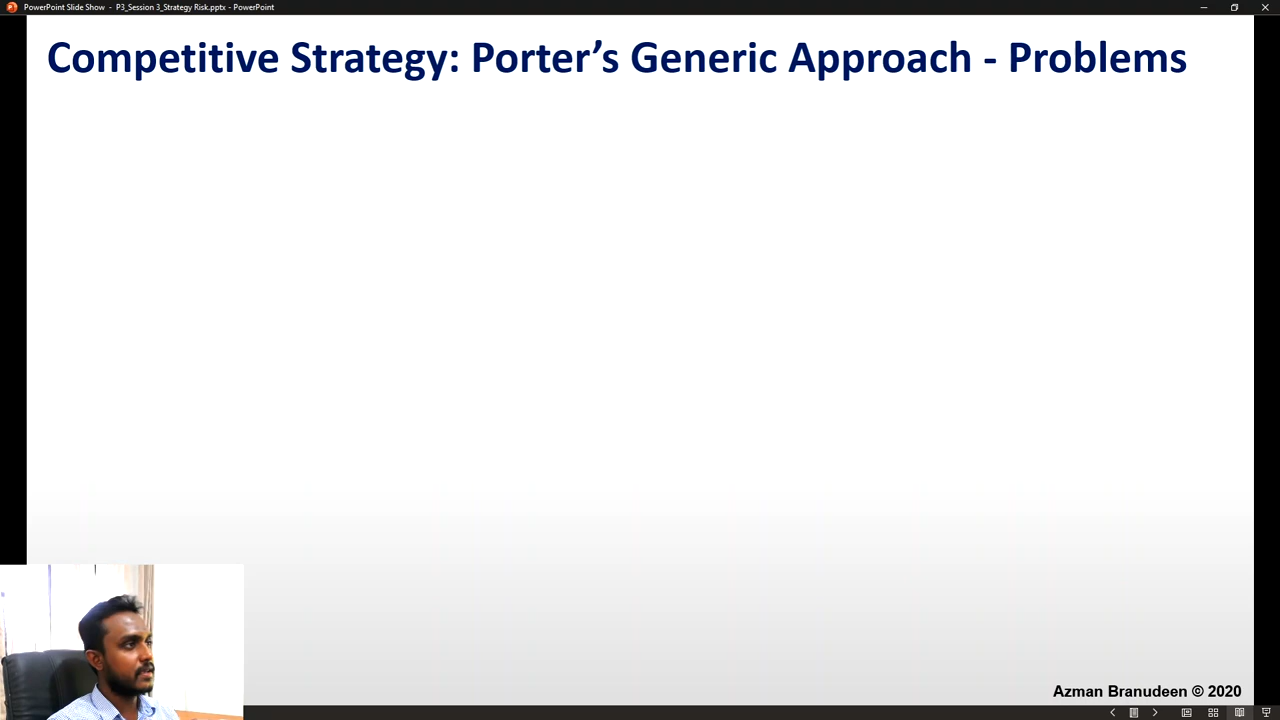 PowerPoint Slide Show - P3_Session 3_Strategy Risk.pptx - PowerPoint
Competitive Strategy: Porter’s Generic Approach - Problems
Azman Branudeen © 2020